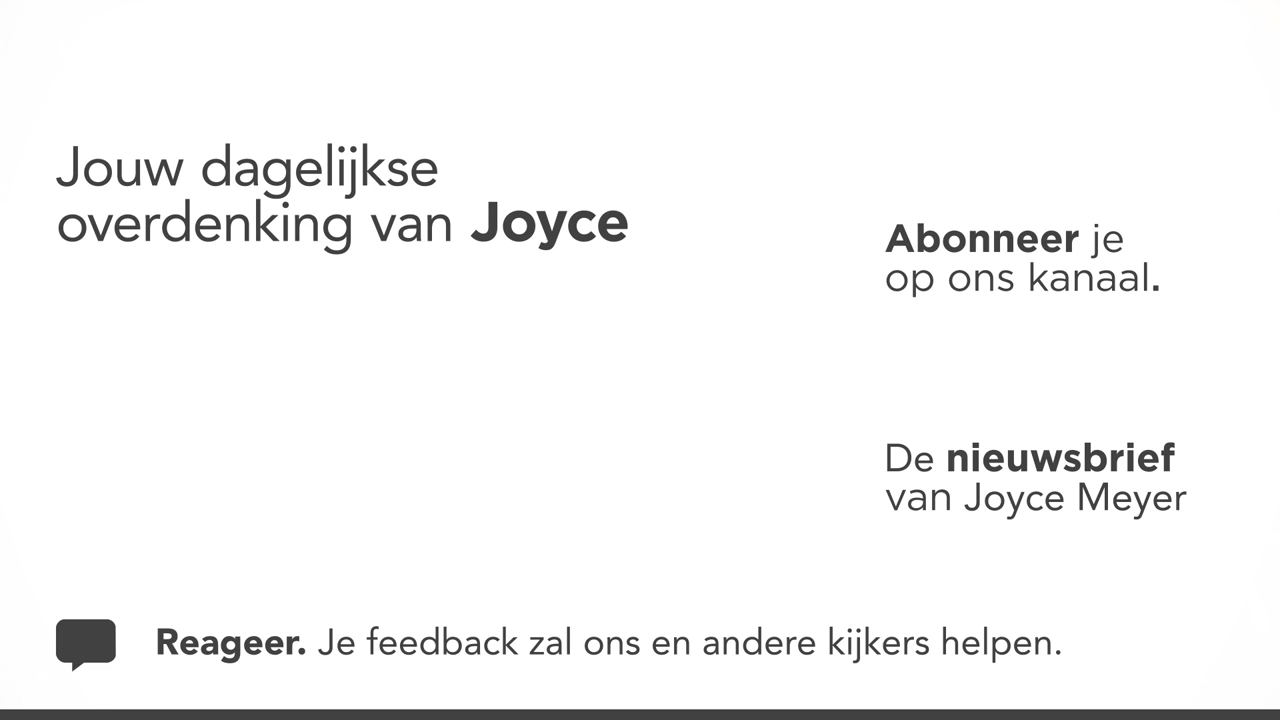 Jouw dagelijkse
overdenking van Joyce
Abonneer je
op ons kanaal.
De nieuwsbrief
van Joyce Meyer
Reageer. Je feedback zal ons en andere kijkers helpen.